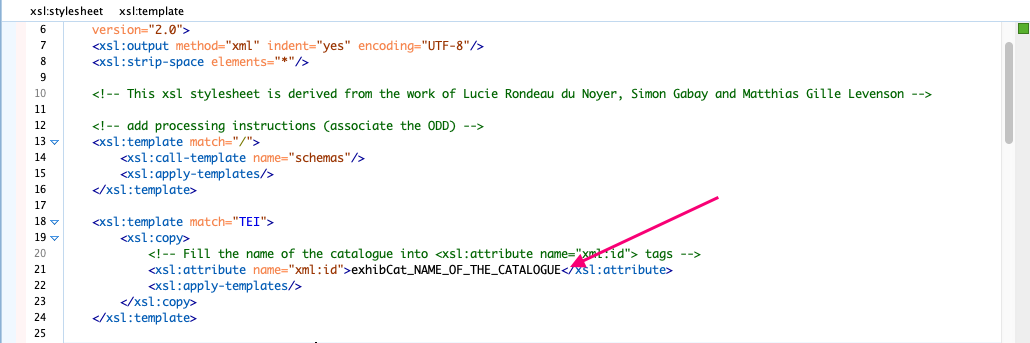 xsl:stylesheet xsl:template
6 version="2.0">
7 <xsl:output method="xml" indent="yes" encoding="UTF-8"/>
8 <xsl:strip-space elements="*"/>
9
10 <!-- This xsl stylesheet is derived from the work of Lucie Rondeau du Noyer, Simon Gabay and Matthias Gille Levenson -->
11
12 <!-- add processing instructions (associate the ODD) -->
13 <xsl:template match="/">
14 <xsl:call-template name="schemas"/>
15 <xsl:apply-templates/>
16 </xsl:template>
17
18 <xsl:template match="TEI">
19 <xsl:copy>
20 <!-- Fill the name of the catalogue into <xsl:attribute name="xml:id"> tags -->
21 <xsl:attribute name="xml:id">exhibCat_NAME_OF_THE_CATALOGUE</xsl:attribute>
22 <xsl:apply-templates/>
23 </xsl:copy>
24 </xsl:template>
25